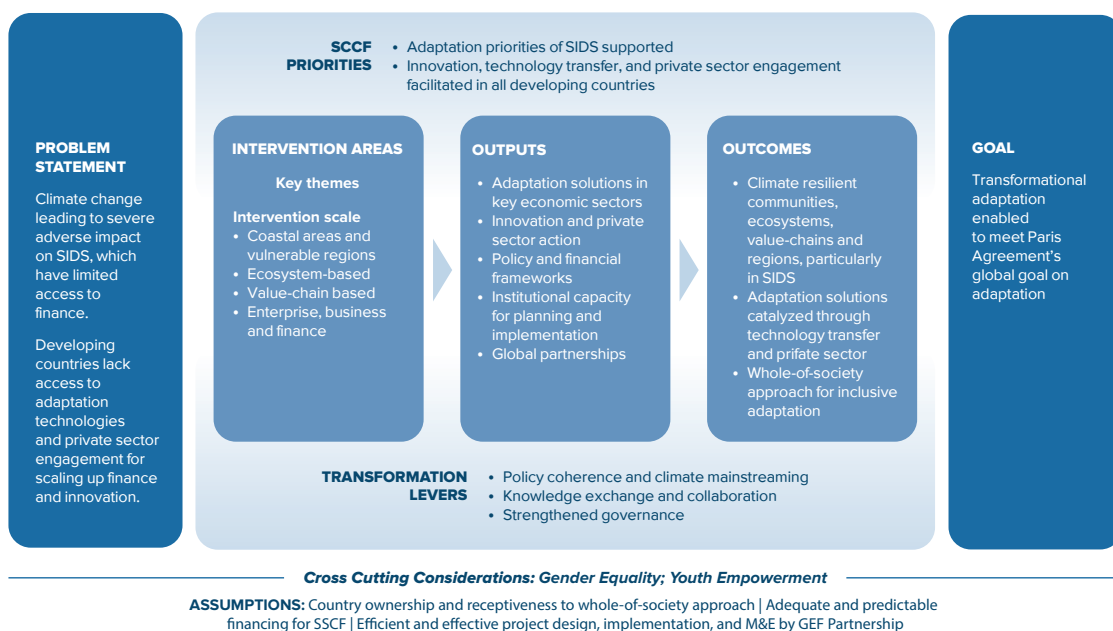 SCCF
PRIORITIES
• Adaptation priorities of SIDS supported
• Innovation, technology transfer, and private sector engagement
facilitated in all developing countries
PROBLEM
STATEMENT
Climate change
leading to severe
adverse impact
on SIDS, which
have limited
access to
finance.
Developing
countries lack
access to
adaptation
technologies
and private sector
engagement for
scaling up finance
and innovation.
INTERVENTION AREAS
Key themes
Intervention scale
• Coastal areas and
vulnerable regions
• Ecosystem-based
• Value-chain based
• Enterprise, business
and finance
OUTPUTS
• Adaptation solutions in
key economic sectors
• Innovation and private
sector action
• Policy and financial
frameworks
• Institutional capacity
for planning and
implementation
• Global partnerships
OUTCOMES
• Climate resilient
communities,
ecosystems,
value-chains and
regions, particularly
in SIDS
• Adaptation solutions
catalyzed through
technology transfer
and prifate sector
• Whole-of-society
approach for inclusive
adaptation
GOAL
Transformational
adaptation
enabled
to meet Paris
Agreement's
global goal on
adaptation
TRANSFORMATION
LEVERS
• Policy coherence and climate mainstreaming
• Knowledge exchange and collaboration
• Strengthened governance
Cross Cutting Considerations: Gender Equality; Youth Empowerment
ASSUMPTIONS: Country ownership and receptiveness to whole-of-society approach | Adequate and predictable
financing for SSCF | Efficient and effective project design, implementation, and M&E by GEF Partnership